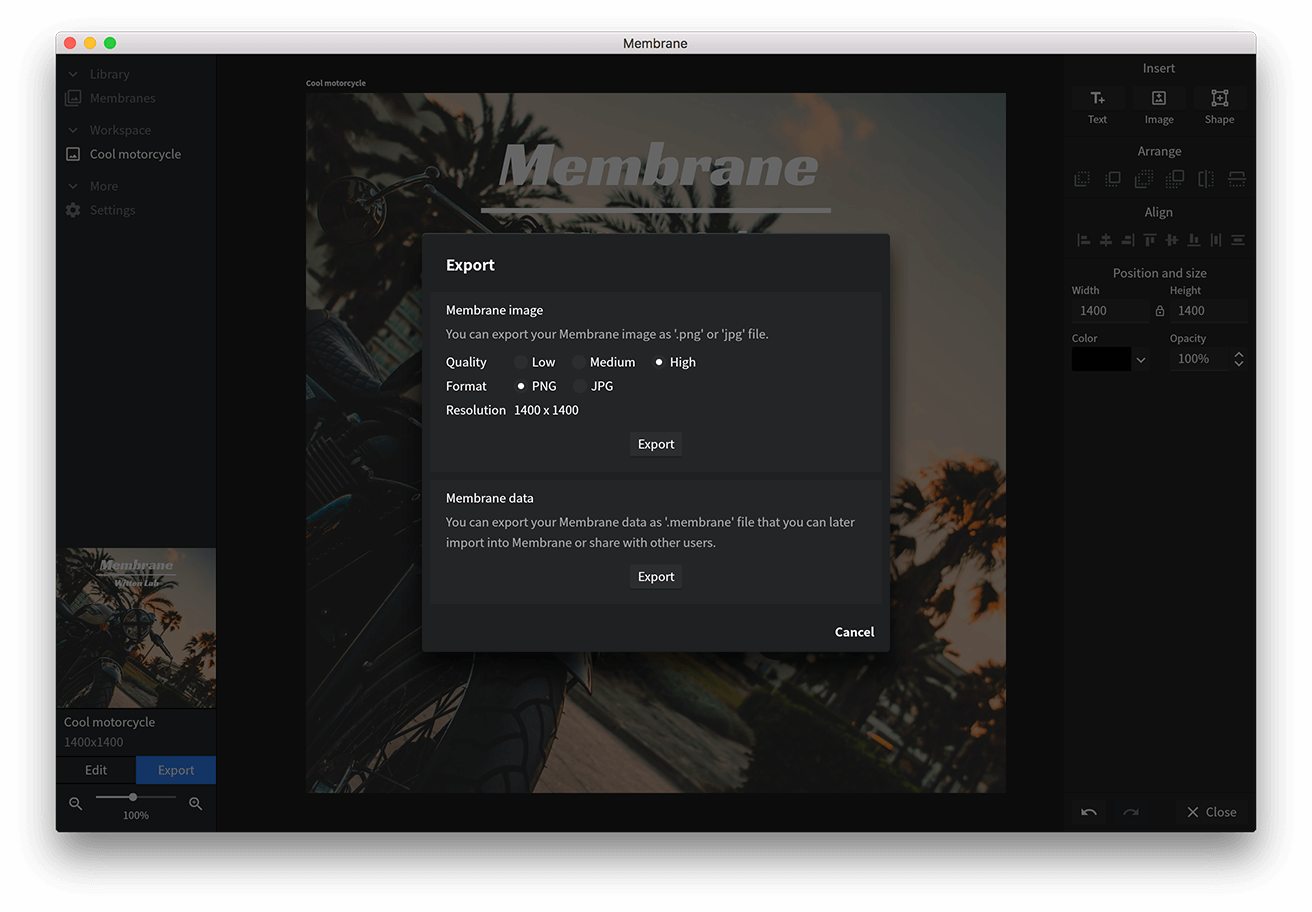 Membrane
Library
Membranes
Workspace
Cool motorcycle
More
Settings
Cool motorcycle
Membrane
Export
Membrane image
You can export your Membrane image as '.png' or 'jpg' file.
Quality Low Medium High
Format PNG JPG
Resolution 1400 x 1400
Export
Membrane data
You can export your Membrane data as '.membrane' file that you can later
import into Membrane or share with other users.
Export
Cancel
Insert
Text Image Shape
Arrange
Align
Position and size
Width Height
1400 1400
Color Opacity
100%
Membrane
Witton Lab
Cool motorcycle
1400x1400
Edit Export
100%
Close